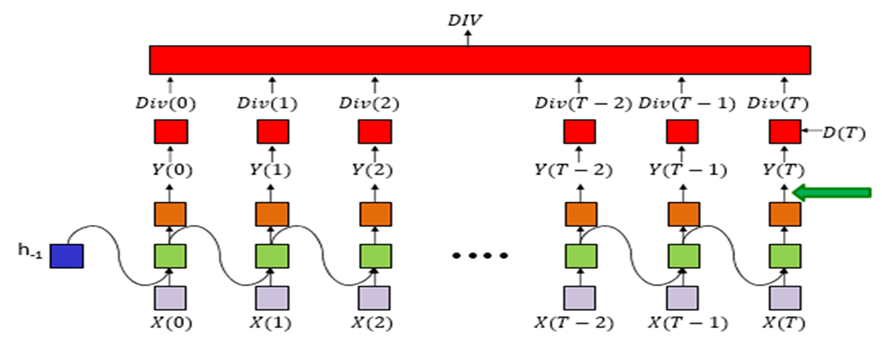 DIV
Div(0) Div(1) Div(2) Div(T − 2) Div(T − 1) Div(T)
D(T)
Y(0) Y(1) Y(2) Y(T − 2) Y(T − 1) Y(T)
h-1
X(0) X(1) X(2) X(T − 2) X(T − 1) X(T)